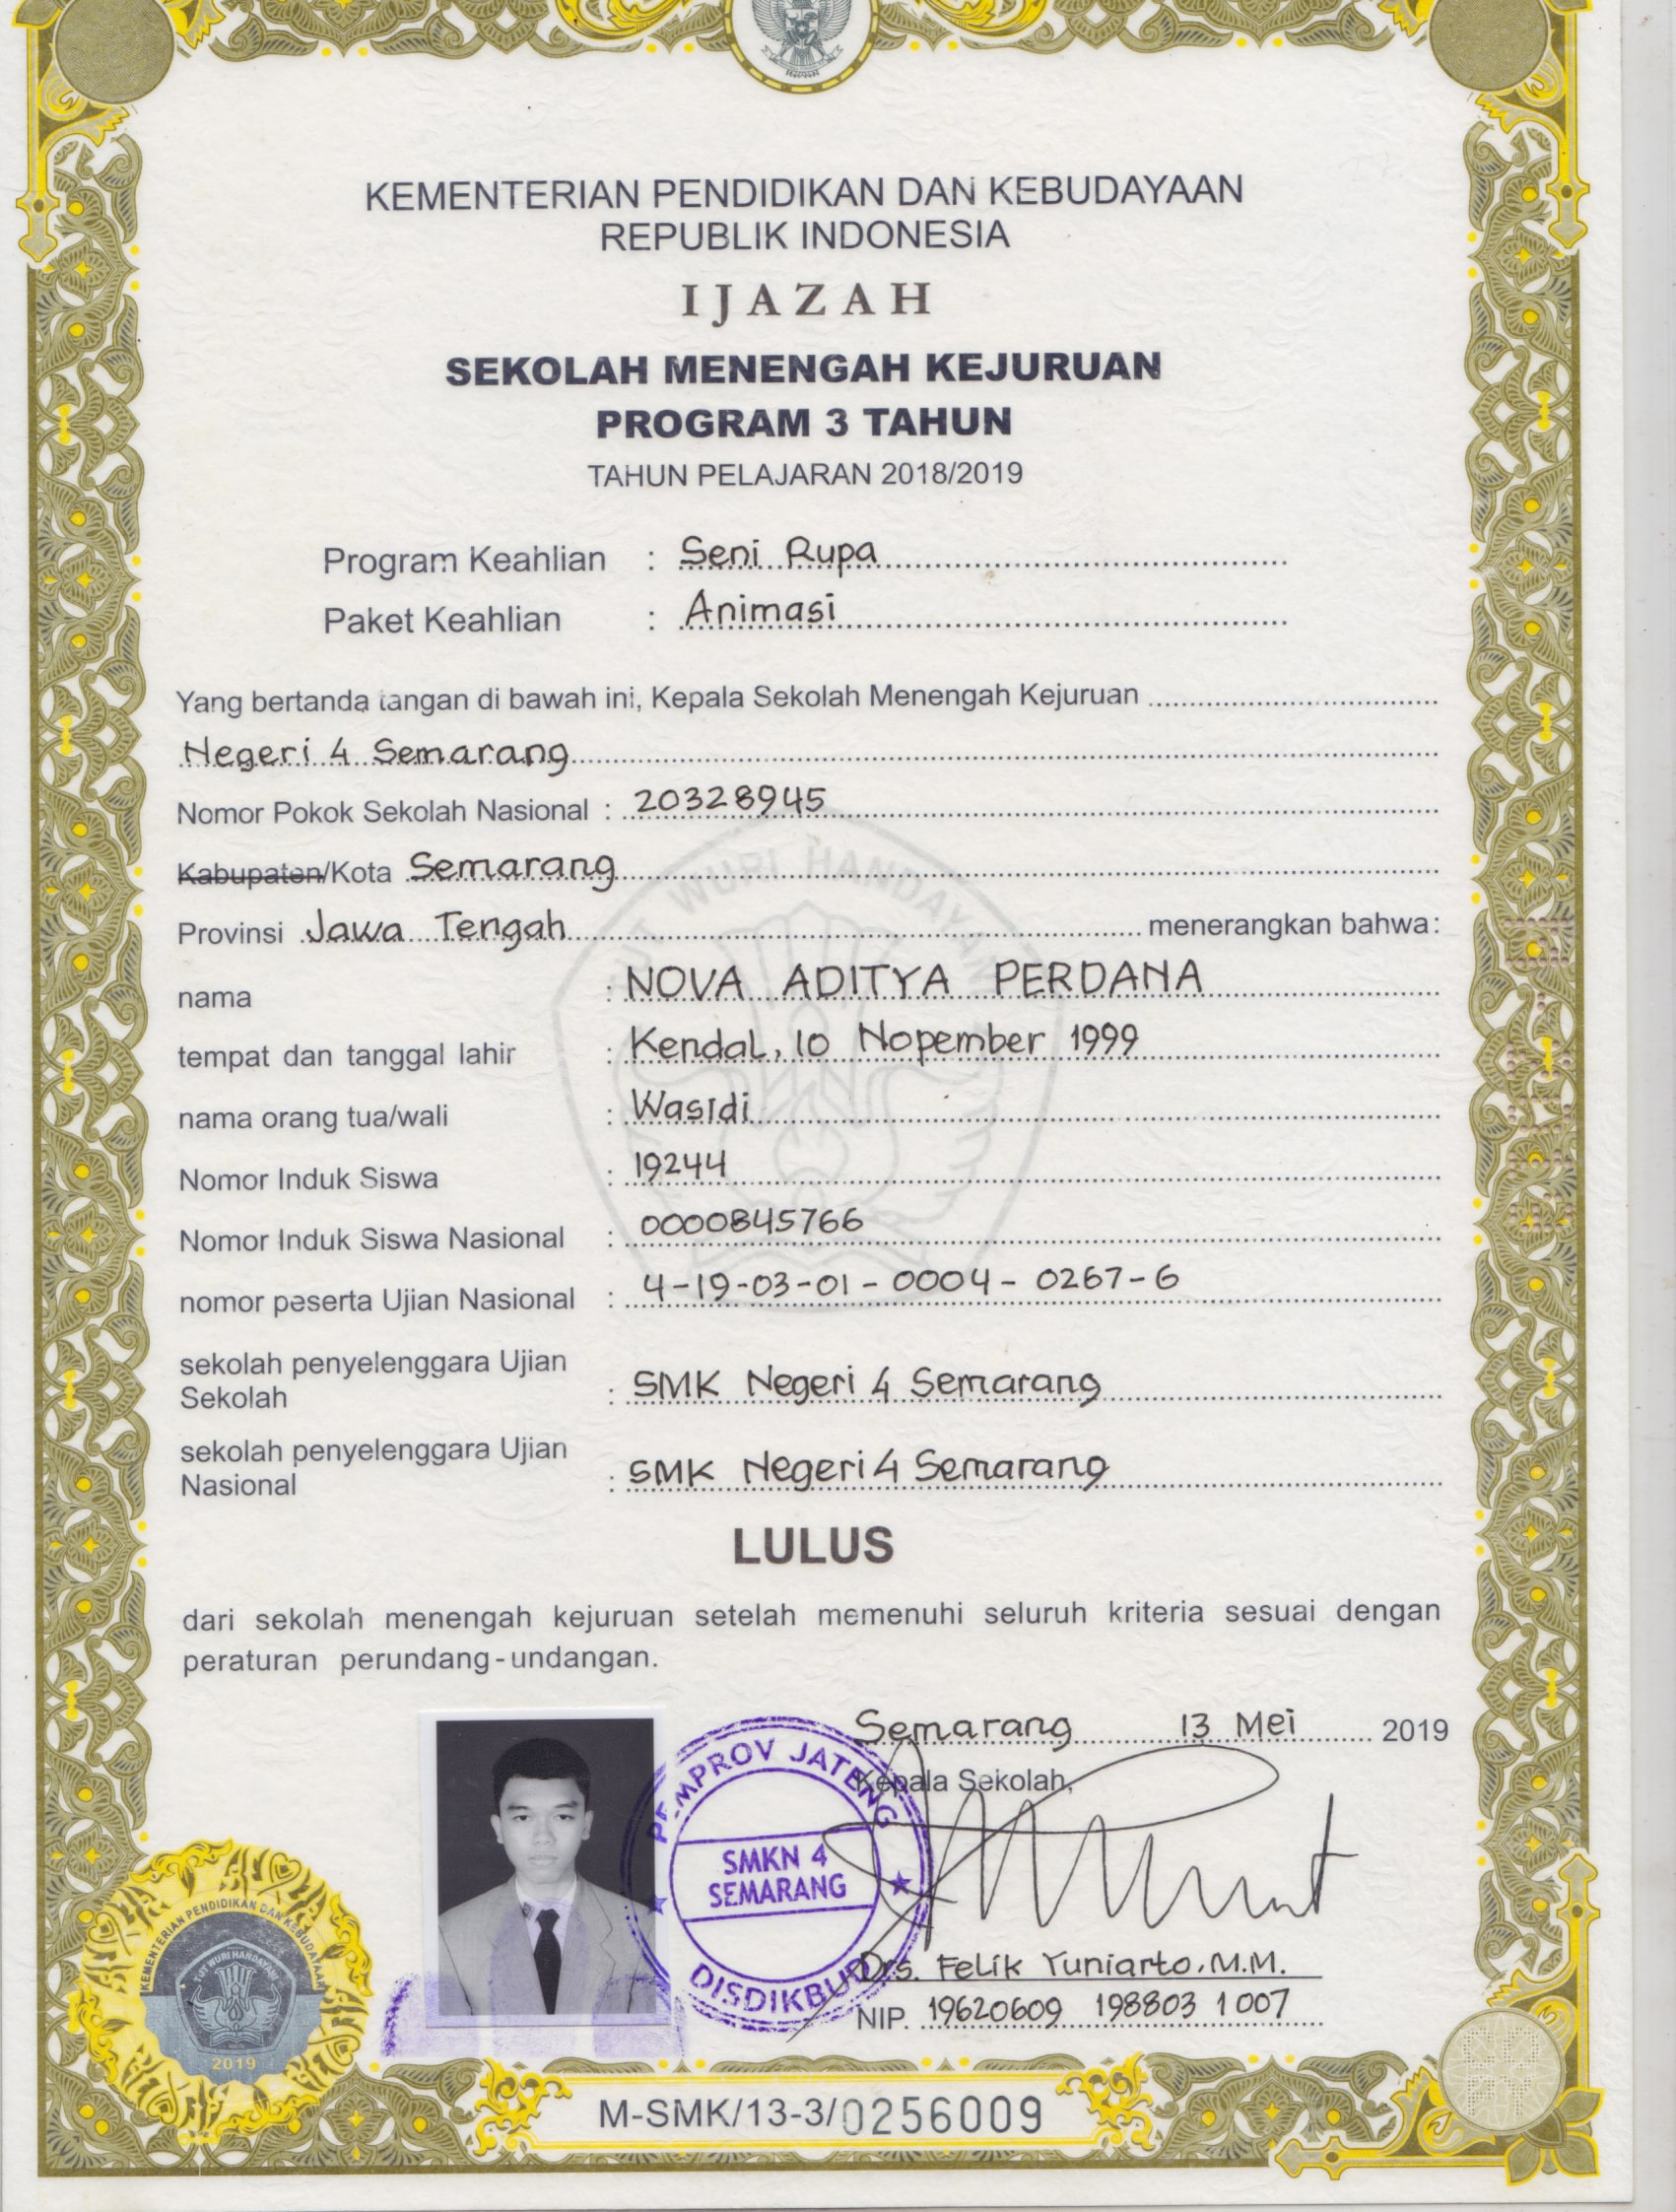 KEMENTERIAN PENDIDIKAN DAN KEBUDAYAAN
REPUBLIK INDONESIA
IJAZAH
SEKOLAH MENENGAH KEJURUAN
PROGRAM 3 TAHUN
TAHUN PELAJARAN 2018/2019
Program Keahlian : Seni Rupa
Paket Keahlian : Animasi
Yang bertanda tangan di bawah ini, Kepala Sekolah Menengah Kejuruan
Negeri 4 Semarang
Nomor Pokok Sekolah Nasional : 20328945
Kabupaten/Kota Semarang
Provinsi Jawa Tengah menerangkan bahwa:
nama : NOVA ADITYA PERDANA
tempat dan tanggal lahir : Kendal, 10 Nopember 1999
nama orang tua/wali : Wasidi
Nomor Induk Siswa : 19244
Nomor Induk Siswa Nasional : 0000845766
nomor peserta Ujian Nasional : 4-19-03-01-0004-0267-6
sekolah penyelenggara Ujian
Sekolah : SMK Negeri 4 Semarang
sekolah penyelenggara Ujian
Nasional : SMK Negeri 4 Semarang
LULUS
dari sekolah menengah kejuruan setelah memenuhi seluruh kriteria sesuai dengan
peraturan perundang-undangan.
Semarang 13 Mei 2019
Kepala Sekolah,
PEMPROV JATENG
SMKN 4
SEMARANG
DISDIKBUD
Drs. Felik Yuniarto, M.M.
NIP. 19620609 198803 1 007
KEMENTERIAN PENDIDIKAN DAN KEBUDAYAAN
TUT WURI HANDAYANI
2019
M-SMK/13-3/0256009